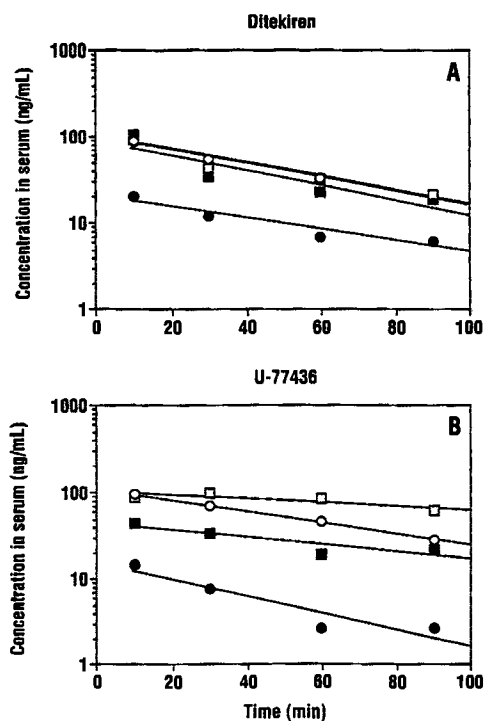 Ditekiren
A
Concentration in serum (ng/mL)
1000
100
10
1
0 20 40 60 80 100
U-77436
B
Concentration in serum (ng/mL)
1000
100
10
1
0 20 40 60 80 100
Time (min)